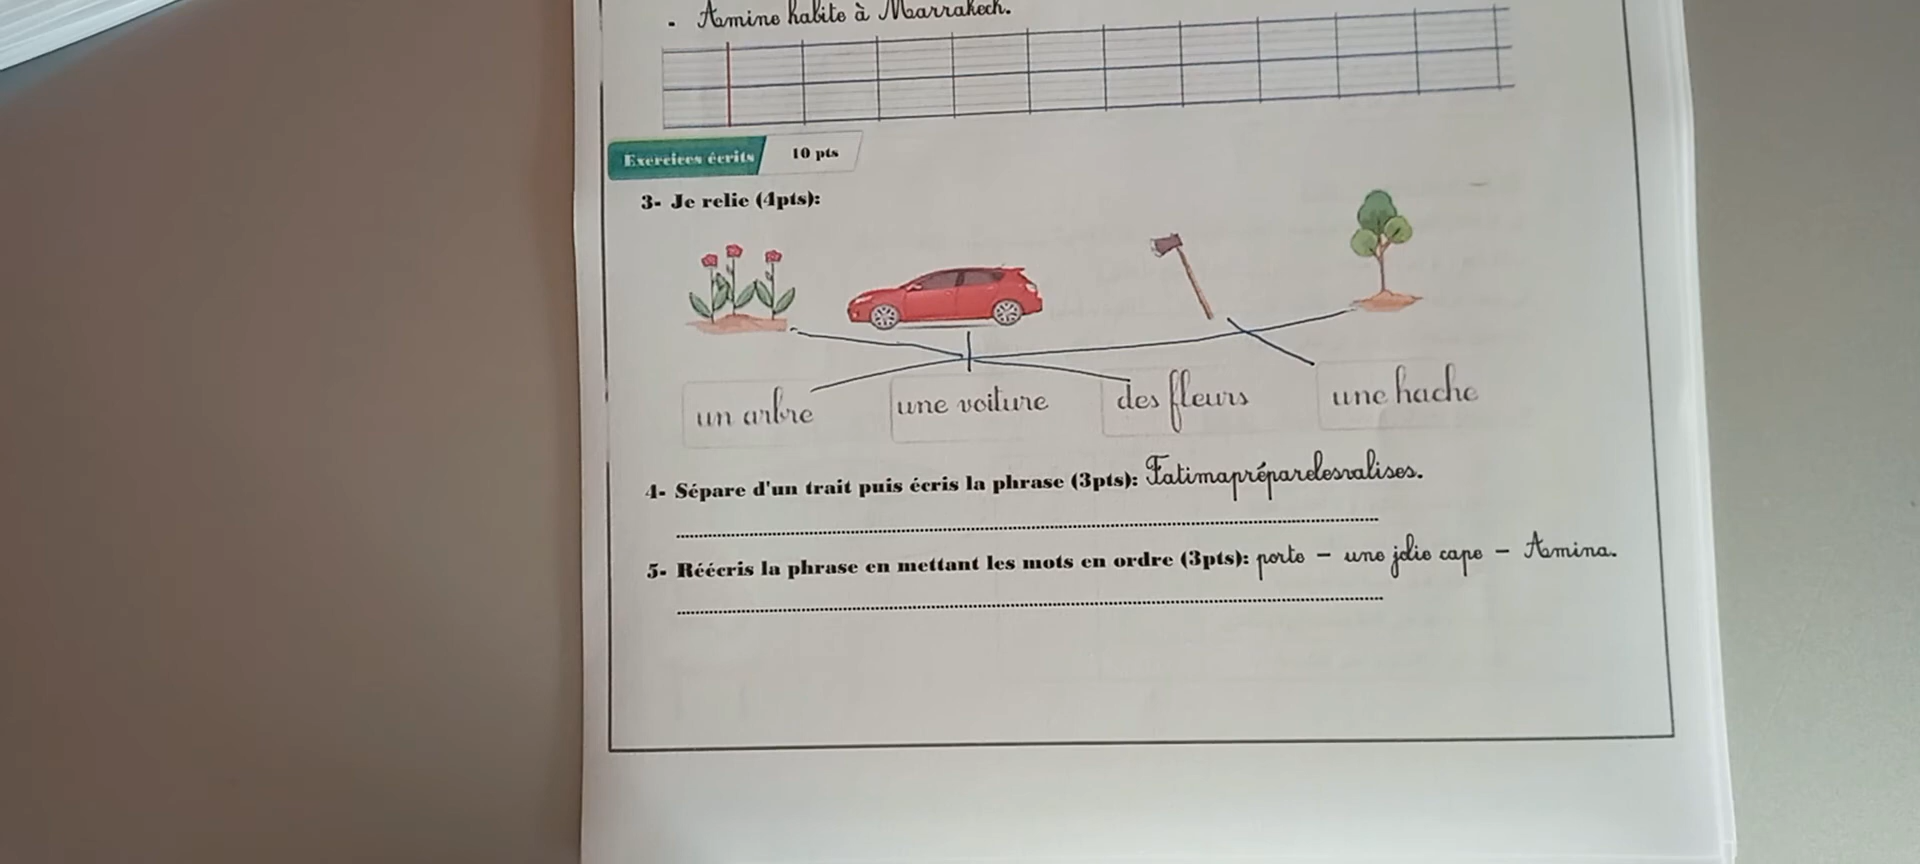 - Amine habite à Marrakech.
Exercices écrits 10 pts
3- Je relie (4pts):
un arbre une voiture des fleurs une hache
4- Sépare d'un trait puis écris la phrase (3pts): Fatimapréparelesvalises.
5- Réécris la phrase en mettant les mots en ordre (3pts): porte – une jolie cape – Amina.